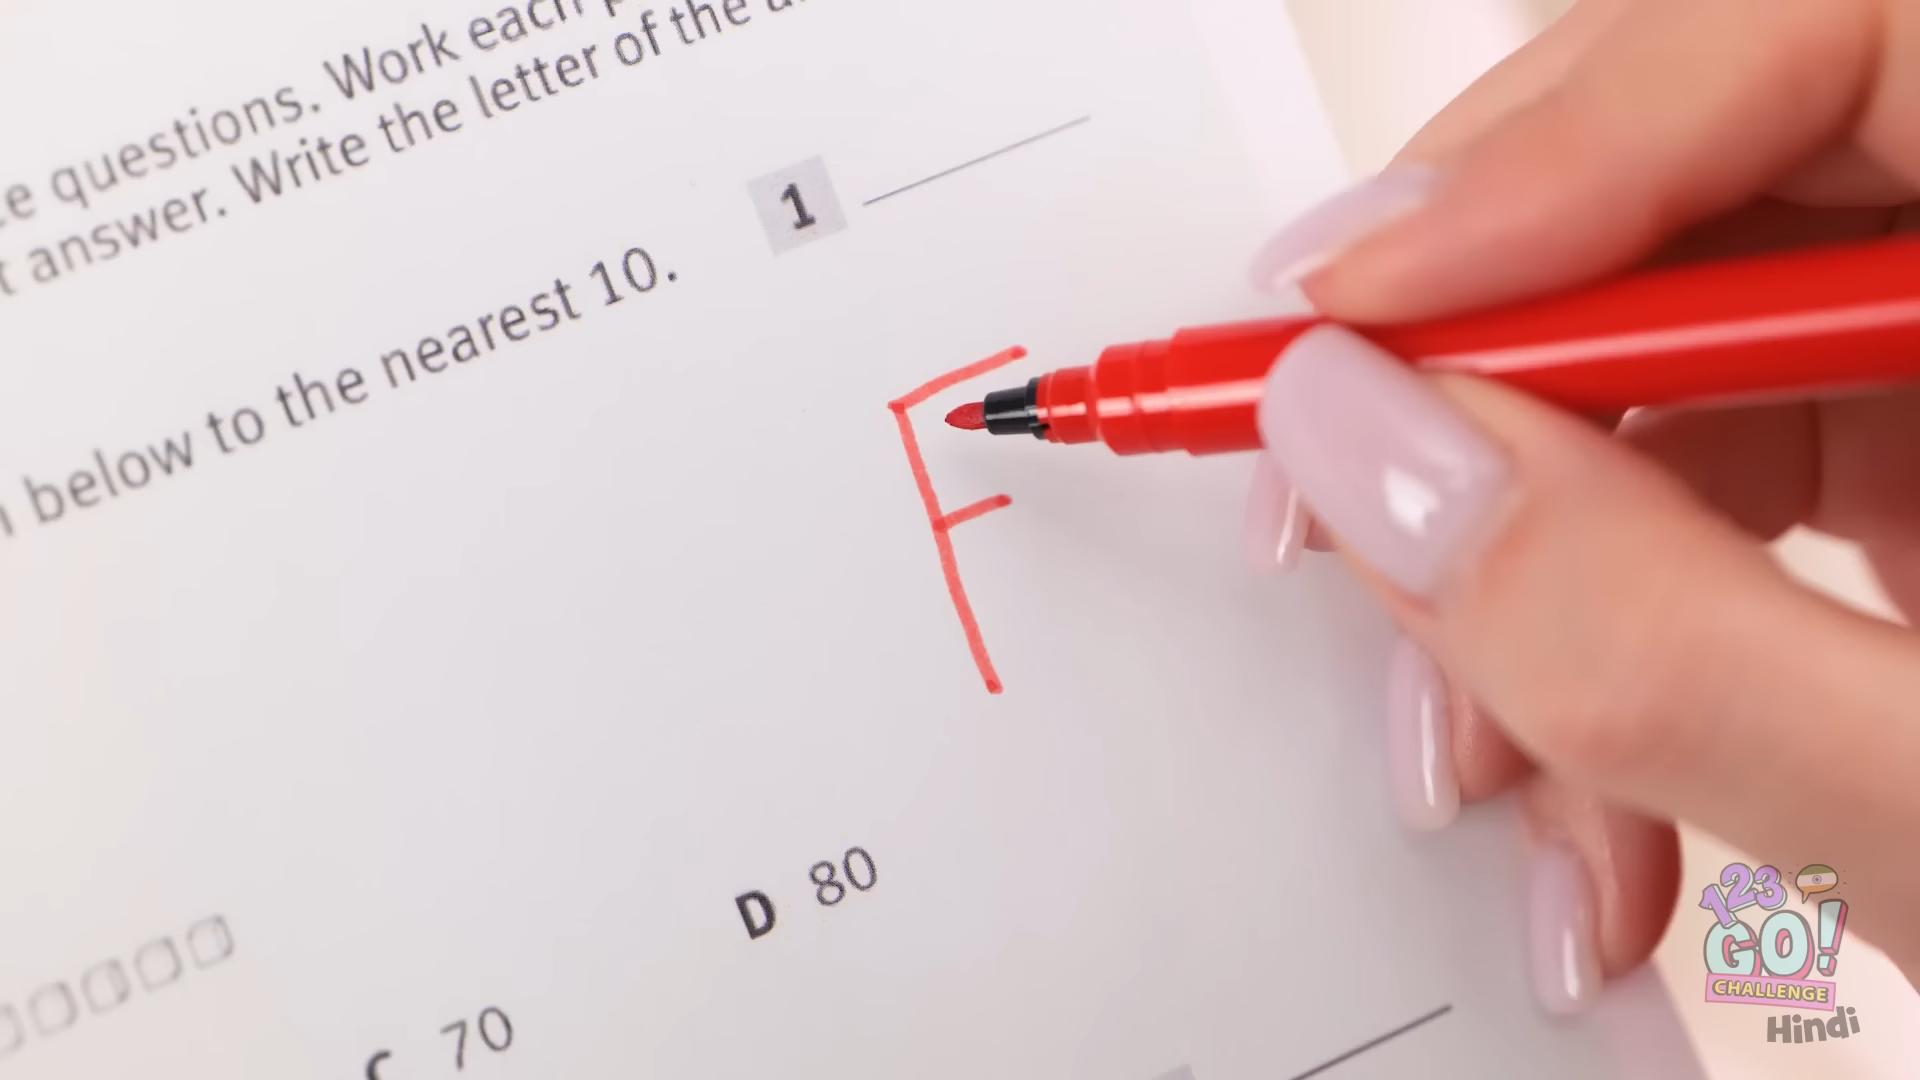 questions. Work each
answer. Write the letter of the
below to the nearest 10.
1
F
D 80
C 70
123 GO! CHALLENGE Hindi